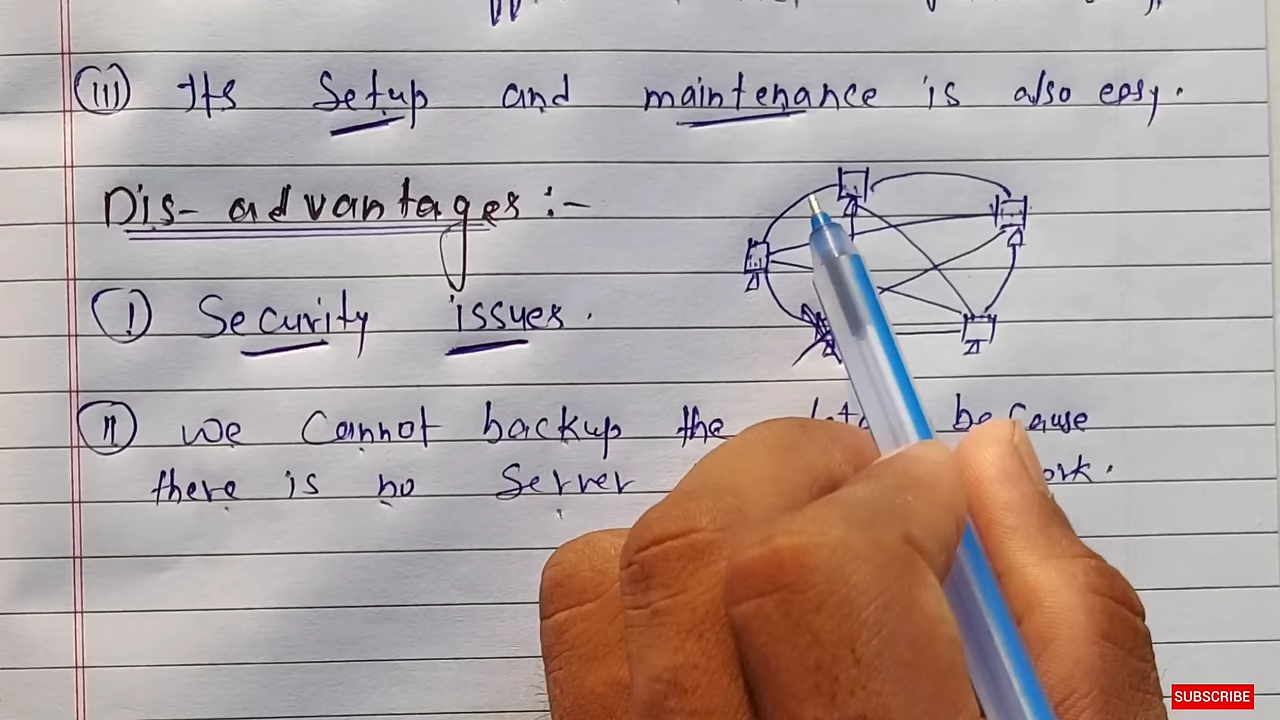 (iii) Its Setup and maintenance is also easy.
Dis-advantages :-
(i) Security issues.
(ii) we Cannot backup the because
there is no Server
SUBSCRIBE